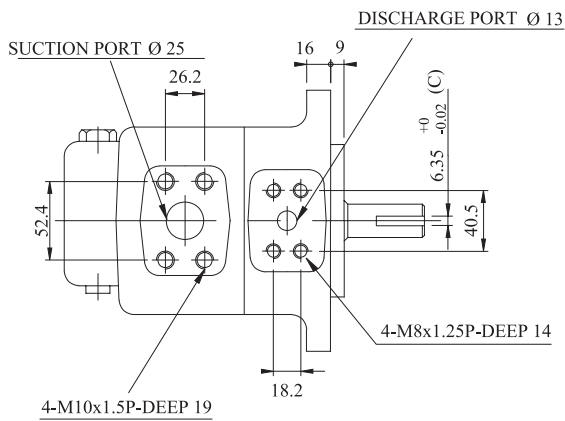 DISCHARGE PORT Ø 13
SUCTION PORT Ø 25
16
9
26.2
6.35 +0 -0.02 (C)
52.4
40.5
4-M8x1.25P-DEEP 14
18.2
4-M10x1.5P-DEEP 19